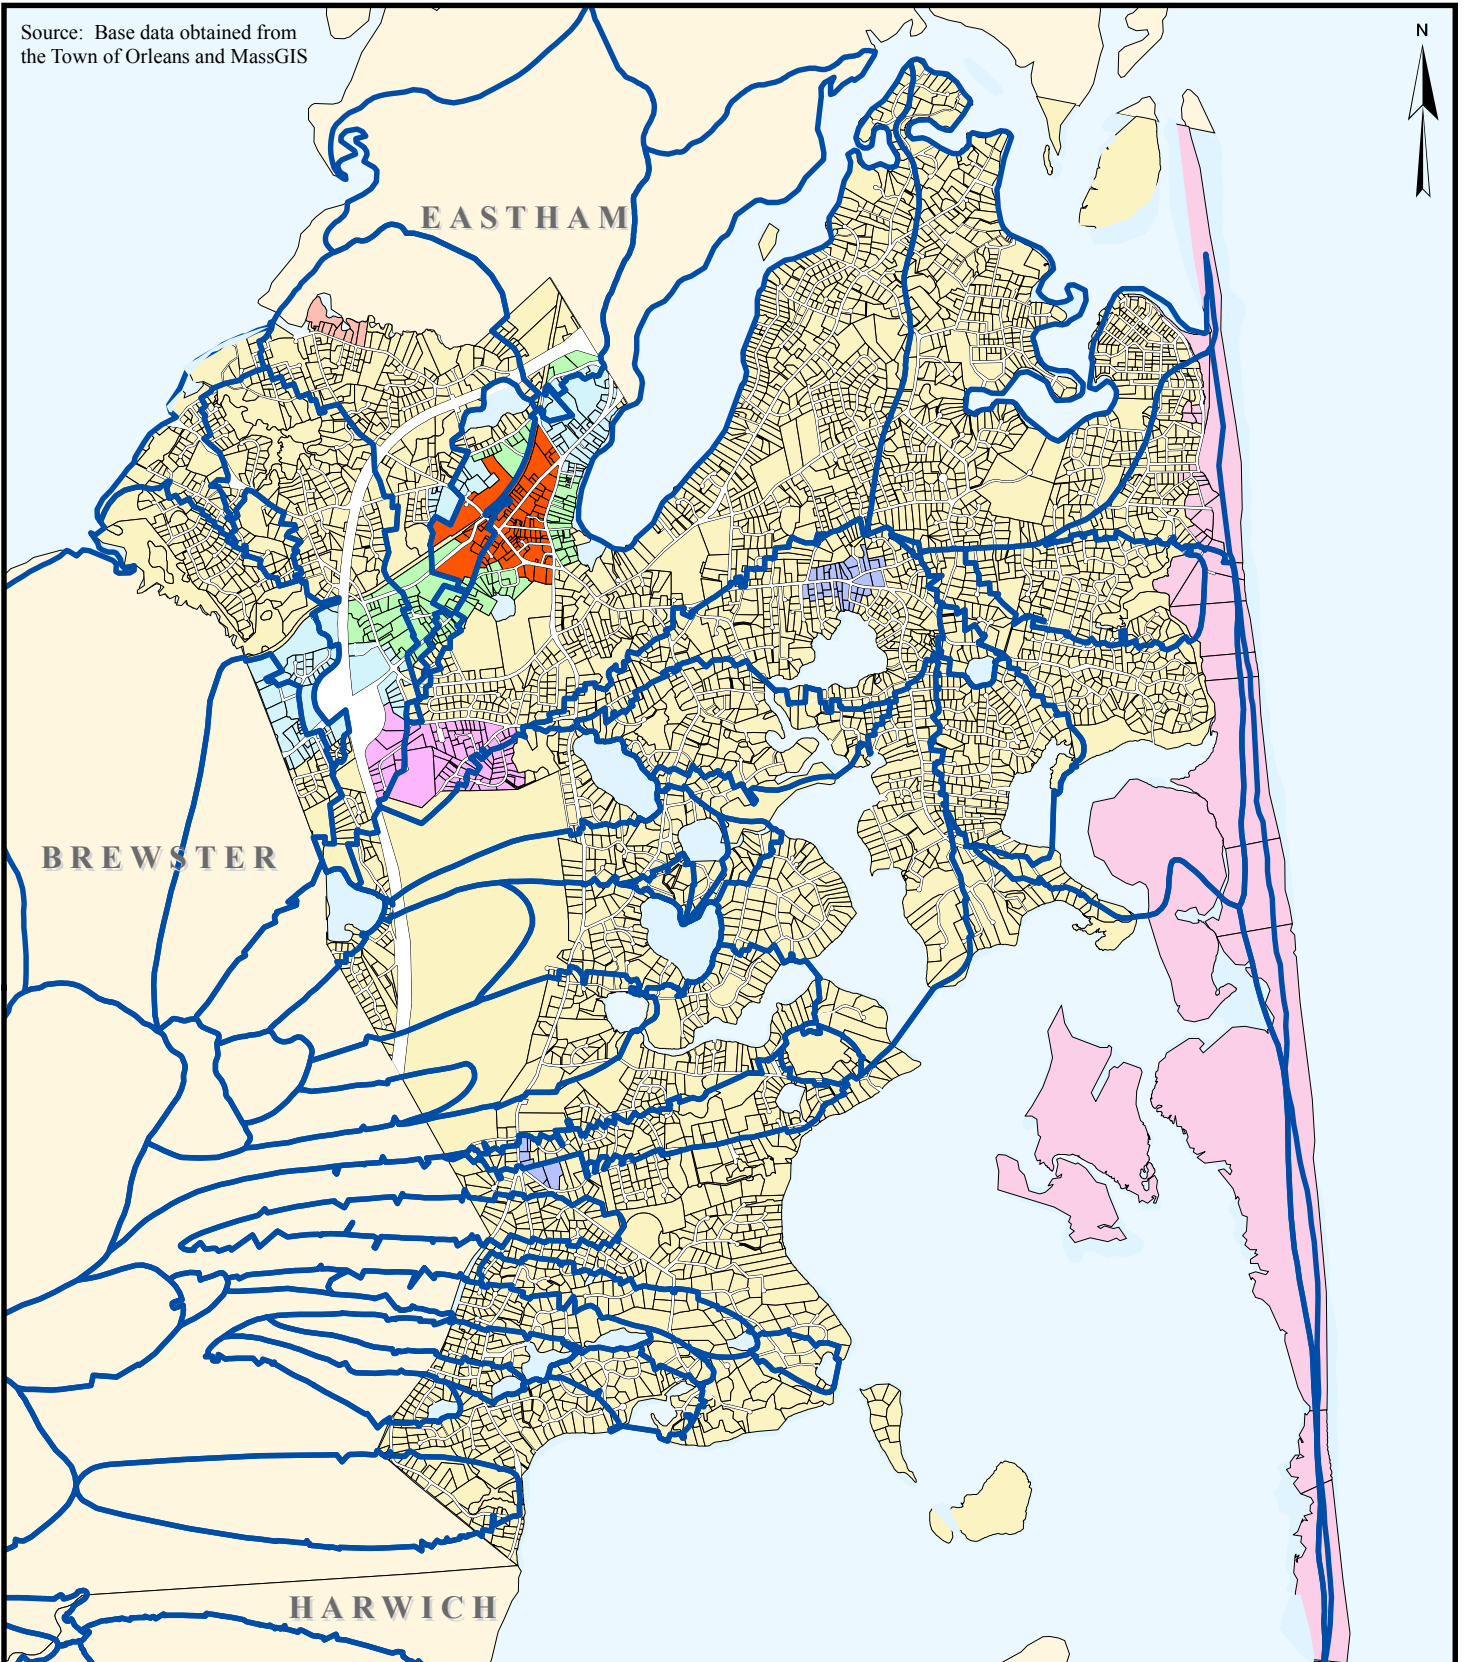 Source: Base data obtained from
the Town of Orleans and MassGIS
N
EASTHAM
BREWSTER
HARWICH